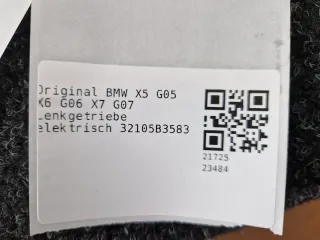 Original BMW X5 G05
X6 G06 X7 G07
Lenkgetriebe
elektrisch 32105B3583
21725
23484